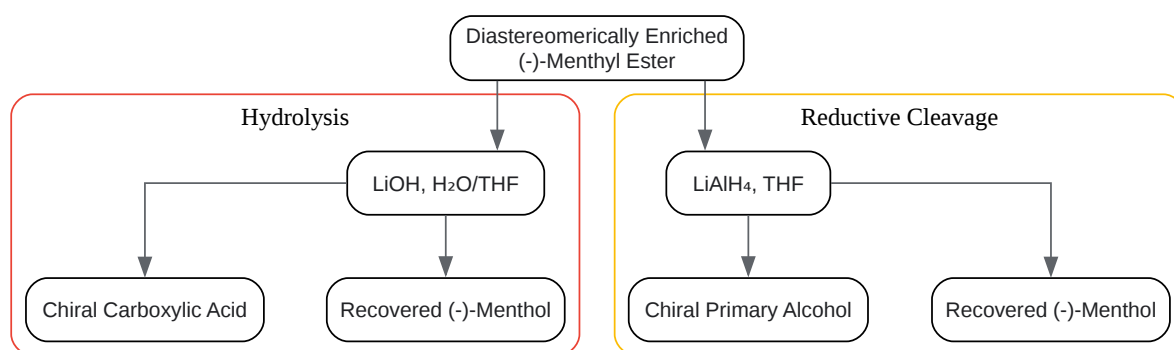 Diastereomerically Enriched
(-)-Menthyl Ester
Hydrolysis
Reductive Cleavage
LiOH, H₂O/THF
LiAlH₄, THF
Chiral Carboxylic Acid
Recovered (-)-Menthol
Chiral Primary Alcohol
Recovered (-)-Menthol